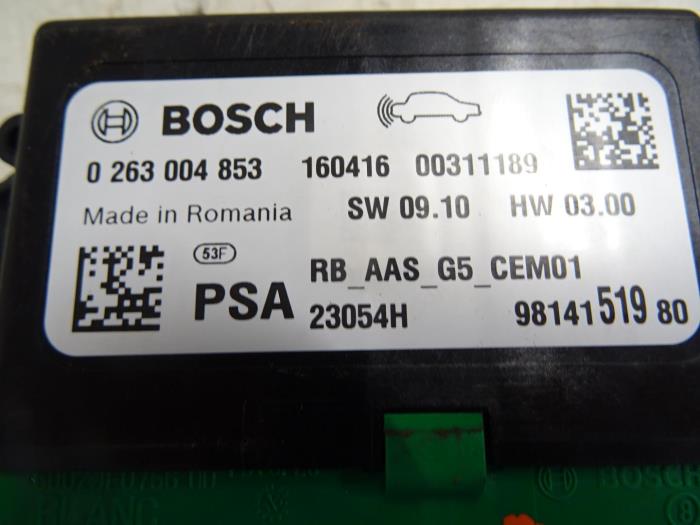 BOSCH
0 263 004 853 160416 00311189
Made in Romania SW 09.10 HW 03.00
53F
PSA RB_AAS_G5_CEM01
23054H 98141519 80
BOSCH